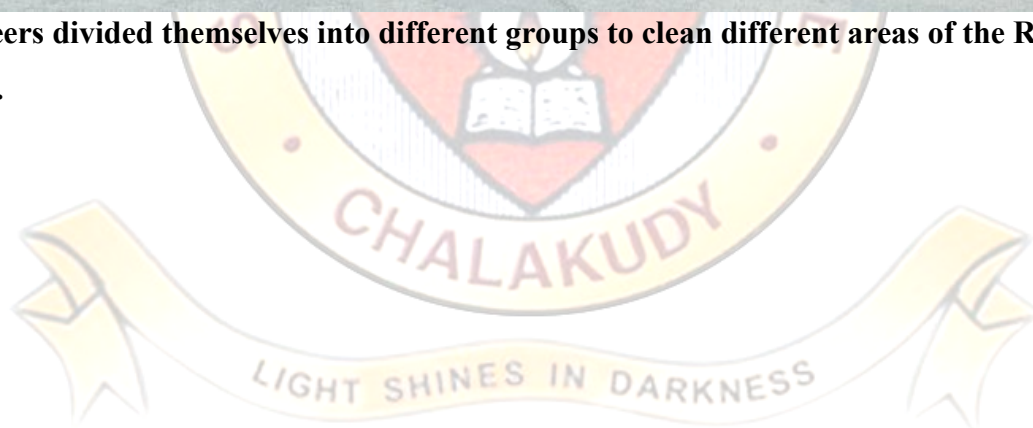 eers divided themselves into different groups to clean different areas of the R
.
CHALAKUDY
LIGHT SHINES IN DARKNESS